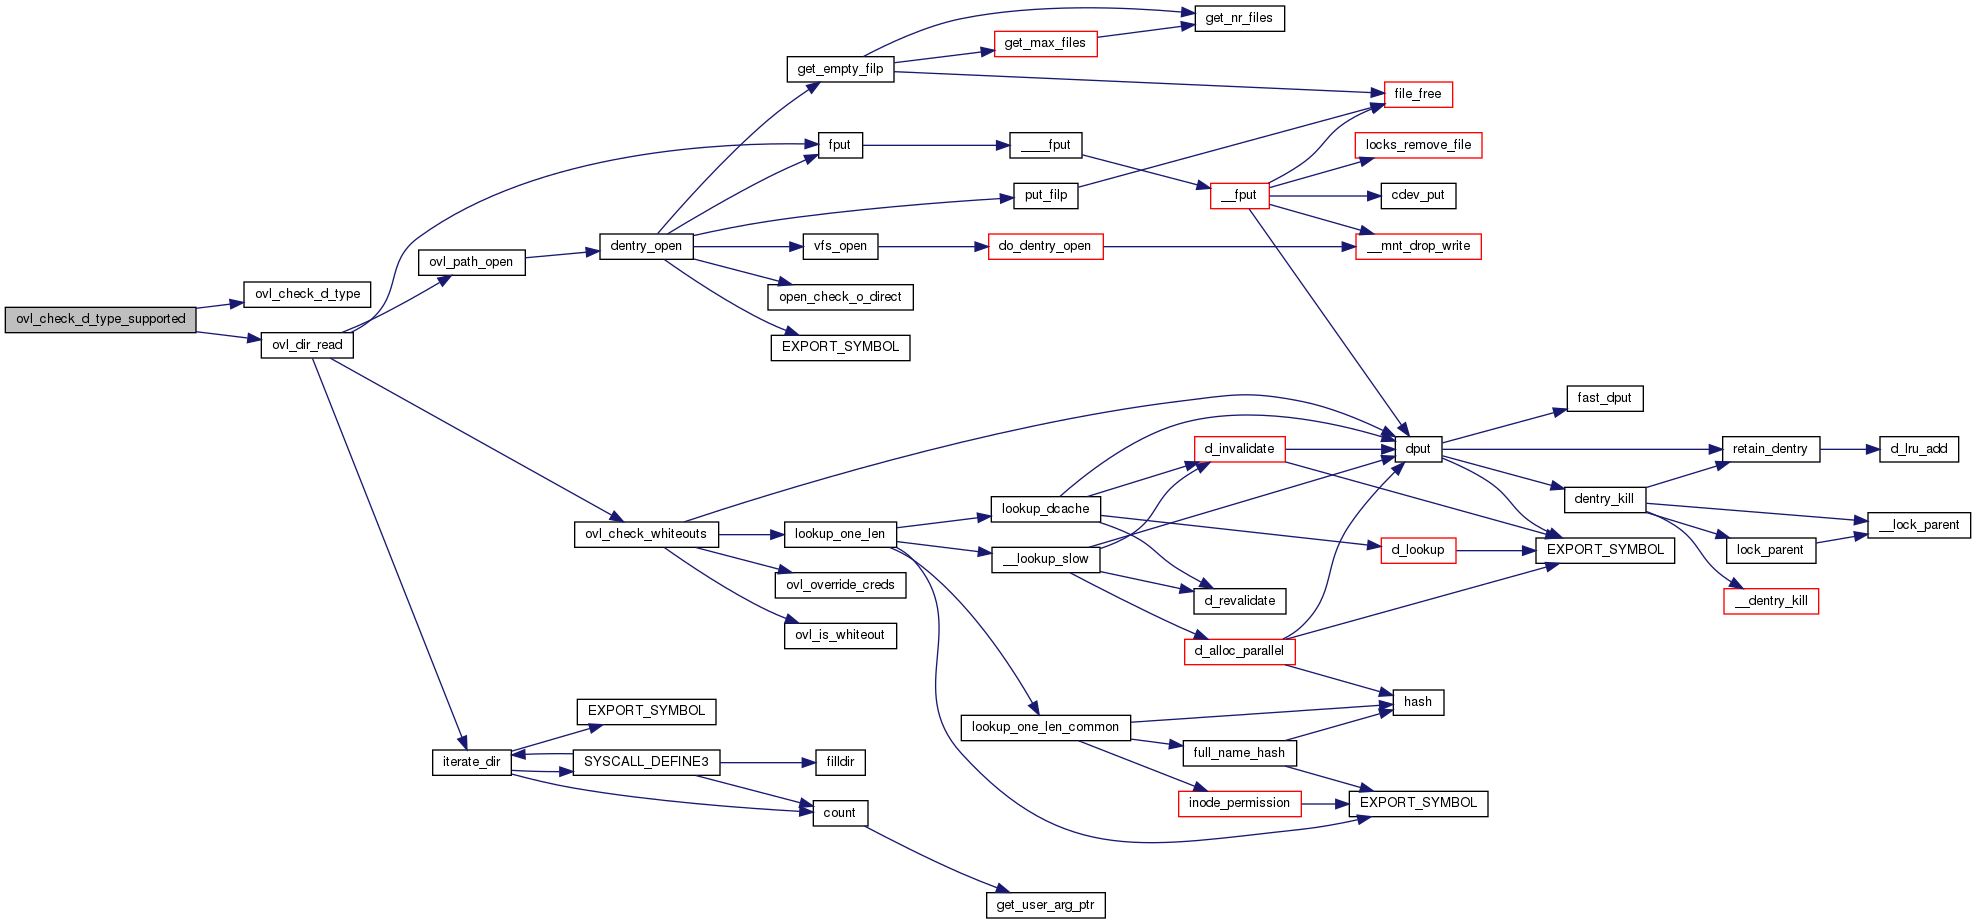 get_nr_files
get_max_files
get_empty_filp
file_free
fput
____fput
locks_remove_file
put_filp
__fput
cdev_put
dentry_open
vfs_open
do_dentry_open
__mnt_drop_write
ovl_path_open
ovl_check_d_type
open_check_o_direct
ovl_check_d_type_supported
ovl_dir_read
EXPORT_SYMBOL
fast_dput
d_invalidate
dput
retain_dentry
d_lru_add
dentry_kill
lookup_dcache
__lock_parent
ovl_check_whiteouts
lookup_one_len
d_lookup
EXPORT_SYMBOL
lock_parent
__lookup_slow
ovl_override_creds
d_revalidate
__dentry_kill
ovl_is_whiteout
d_alloc_parallel
hash
EXPORT_SYMBOL
lookup_one_len_common
full_name_hash
iterate_dir
SYSCALL_DEFINE3
filldir
inode_permission
EXPORT_SYMBOL
count
get_user_arg_ptr